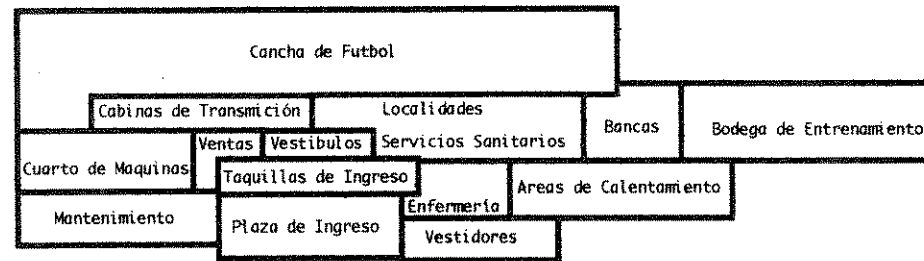 Cancha de Futbol
Cabinas de Transmición
Localidades
Servicios Sanitarios
Bancas
Bodega de Entrenamiento
Cuarto de Maquinas
Ventas
Vestíbulos
Taquillas de Ingreso
Enfermería
Areas de Calentamiento
Mantenimiento
Plaza de Ingreso
Vestidores